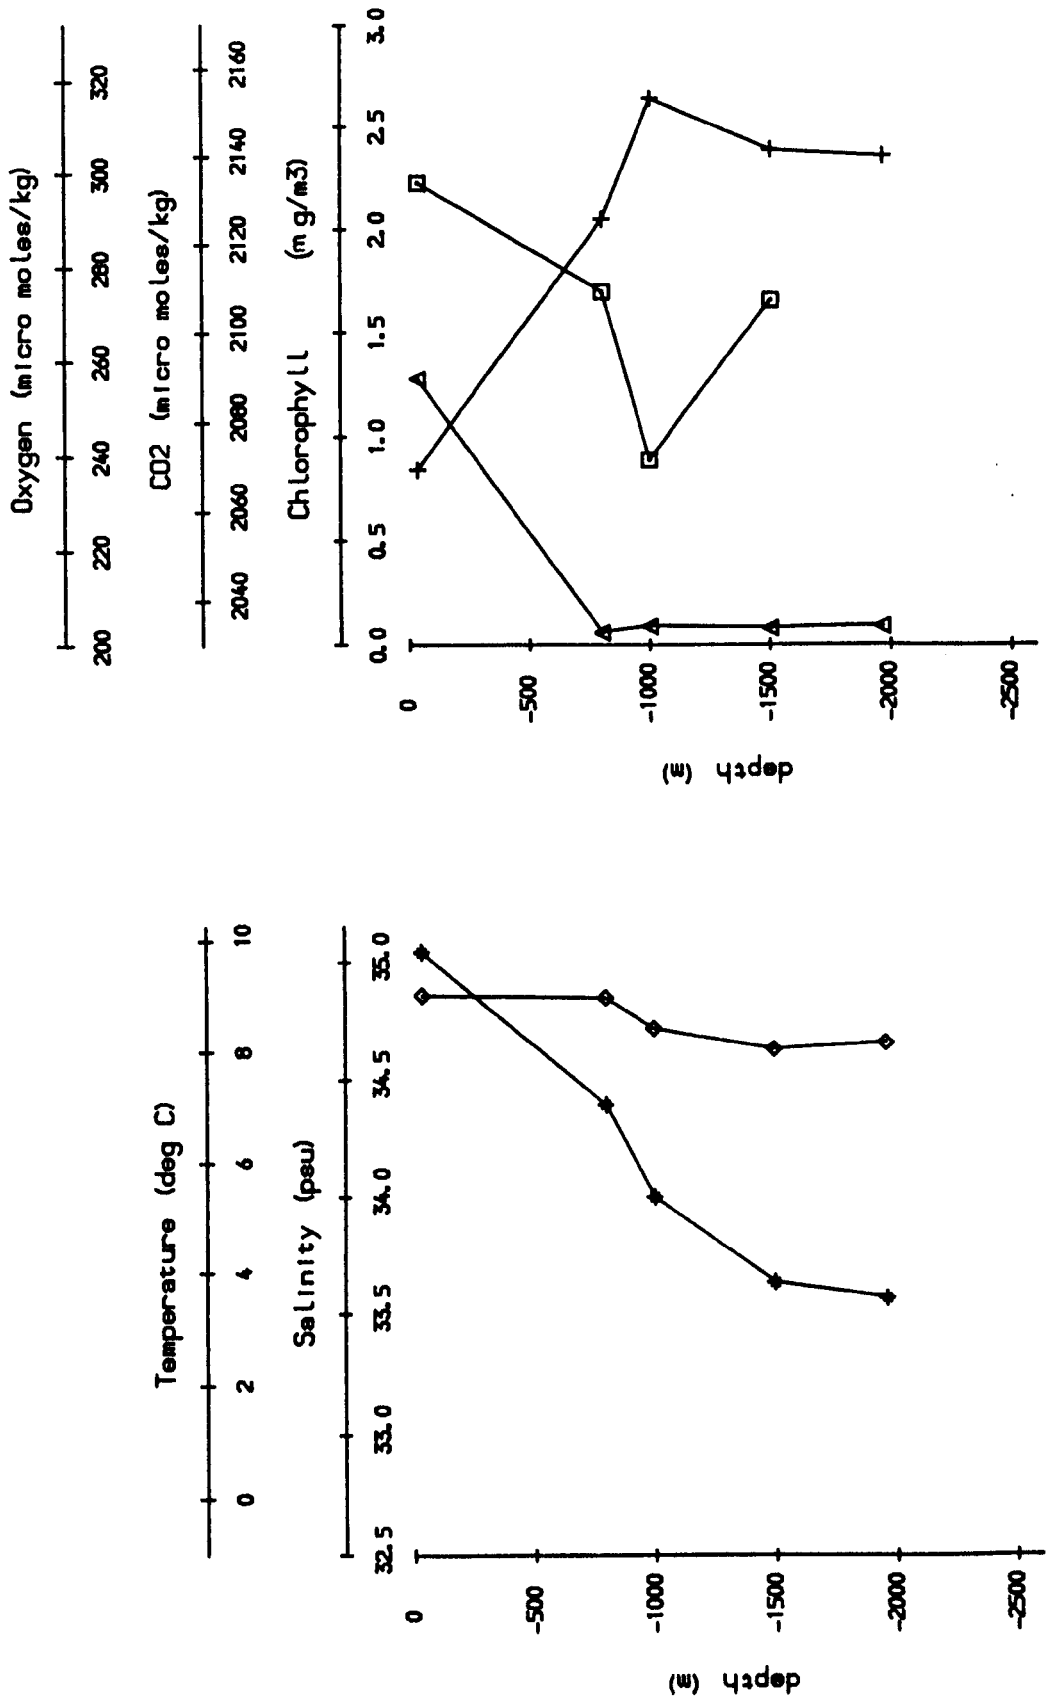 Temperature (deg C)
0 2 4 6 8 10
Salinity (psu)
32.5 33.0 33.5 34.0 34.5 35.0
0
-500
-1000
-1500
-2000
-2500
depth (m)
Oxygen (micro moles/kg)
200 220 240 260 280 300 320
CO2 (micro moles/kg)
2040 2060 2080 2100 2120 2140 2160
Chlorophyll (mg/m3)
0.0 0.5 1.0 1.5 2.0 2.5 3.0
0
-500
-1000
-1500
-2000
-2500
depth (m)